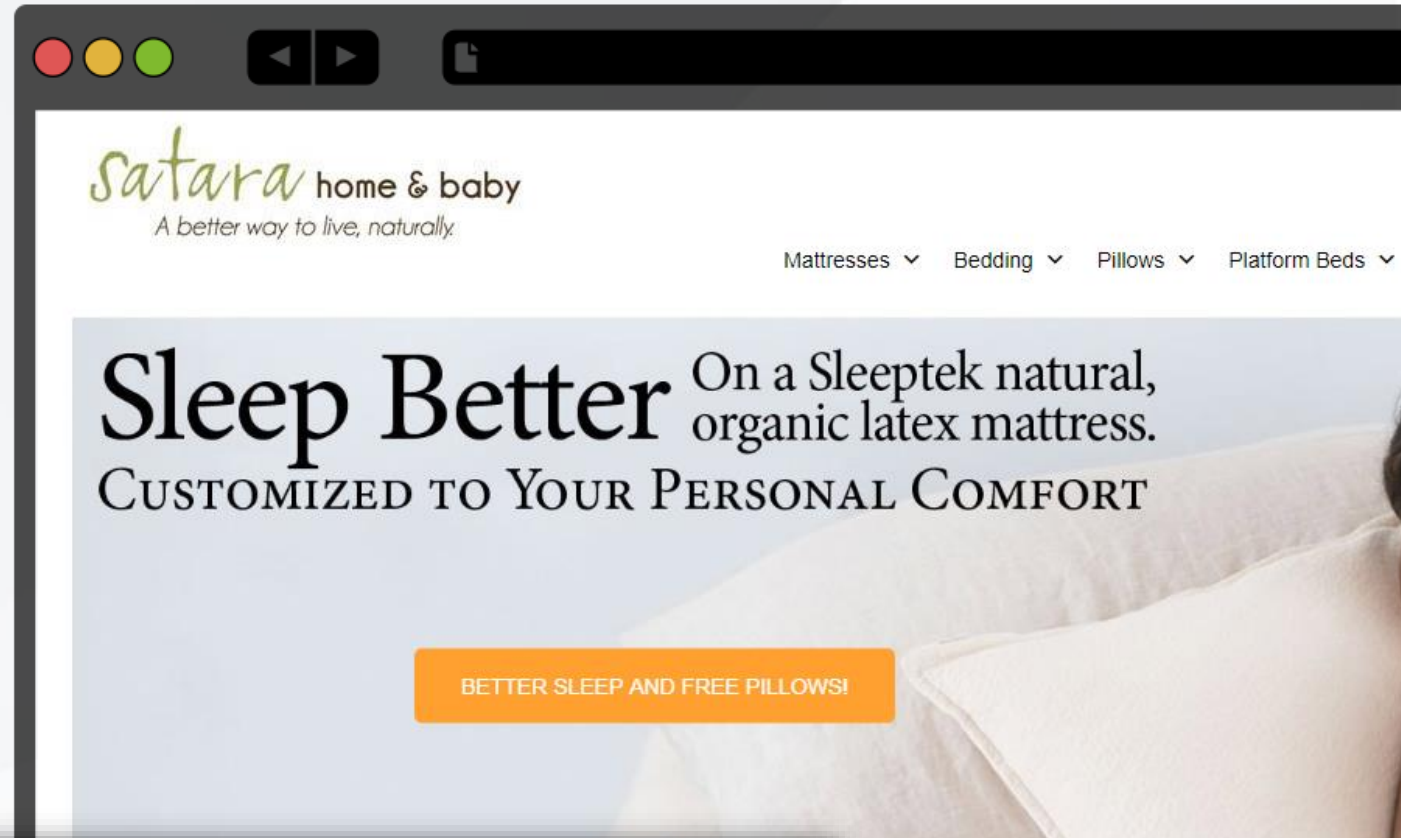 satara home & baby
A better way to live, naturally.
Mattresses Bedding Pillows Platform Beds
Sleep Better On a Sleeptek natural,
organic latex mattress.
CUSTOMIZED TO YOUR PERSONAL COMFORT
BETTER SLEEP AND FREE PILLOWS!